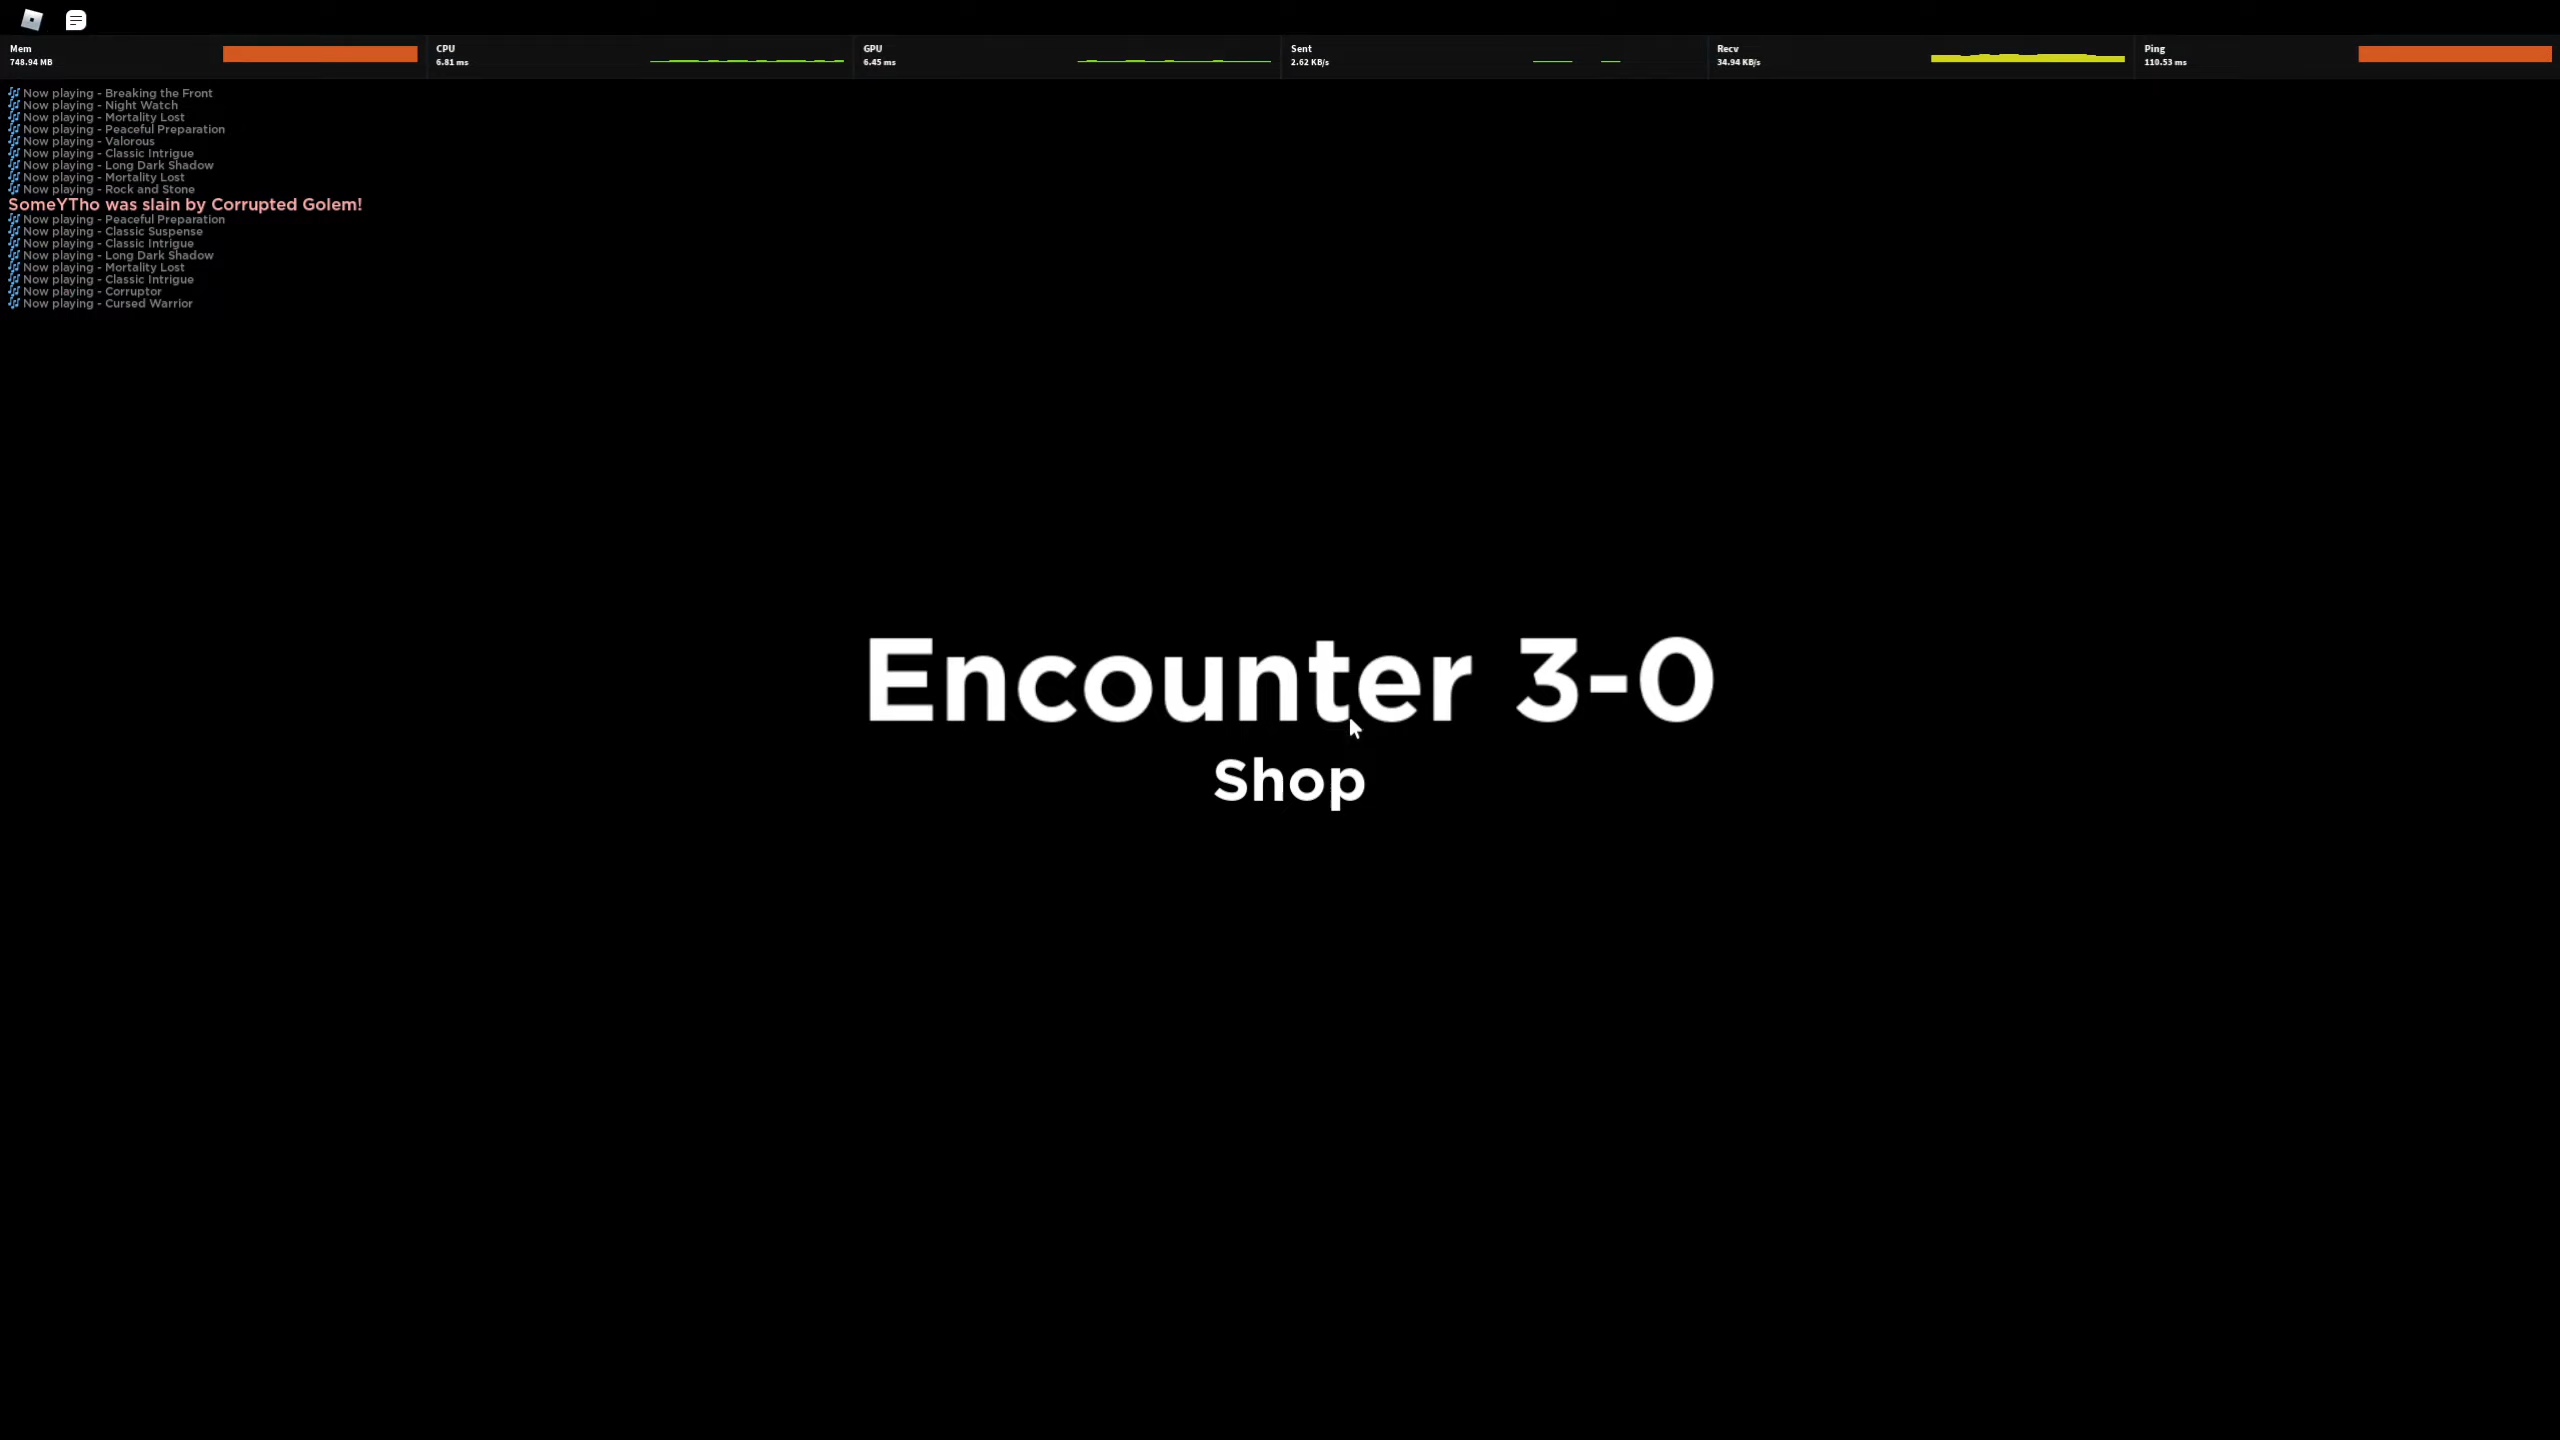 Mem
748.94 MB
CPU
6.81 ms
GPU
6.45 ms
Sent
2.62 KB/s
Recv
34.94 KB/s
Ping
110.53 ms
Now playing - Breaking the Front
Now playing - Night Watch
Now playing - Mortality Lost
Now playing - Peaceful Preparation
Now playing - Valorous
Now playing - Classic Intrigue
Now playing - Long Dark Shadow
Now playing - Mortality Lost
Now playing - Rock and Stone
SomeYTho was slain by Corrupted Golem!
Now playing - Peaceful Preparation
Now playing - Classic Suspense
Now playing - Classic Intrigue
Now playing - Long Dark Shadow
Now playing - Mortality Lost
Now playing - Classic Intrigue
Now playing - Corruptor
Now playing - Cursed Warrior
Encounter 3-0
Shop